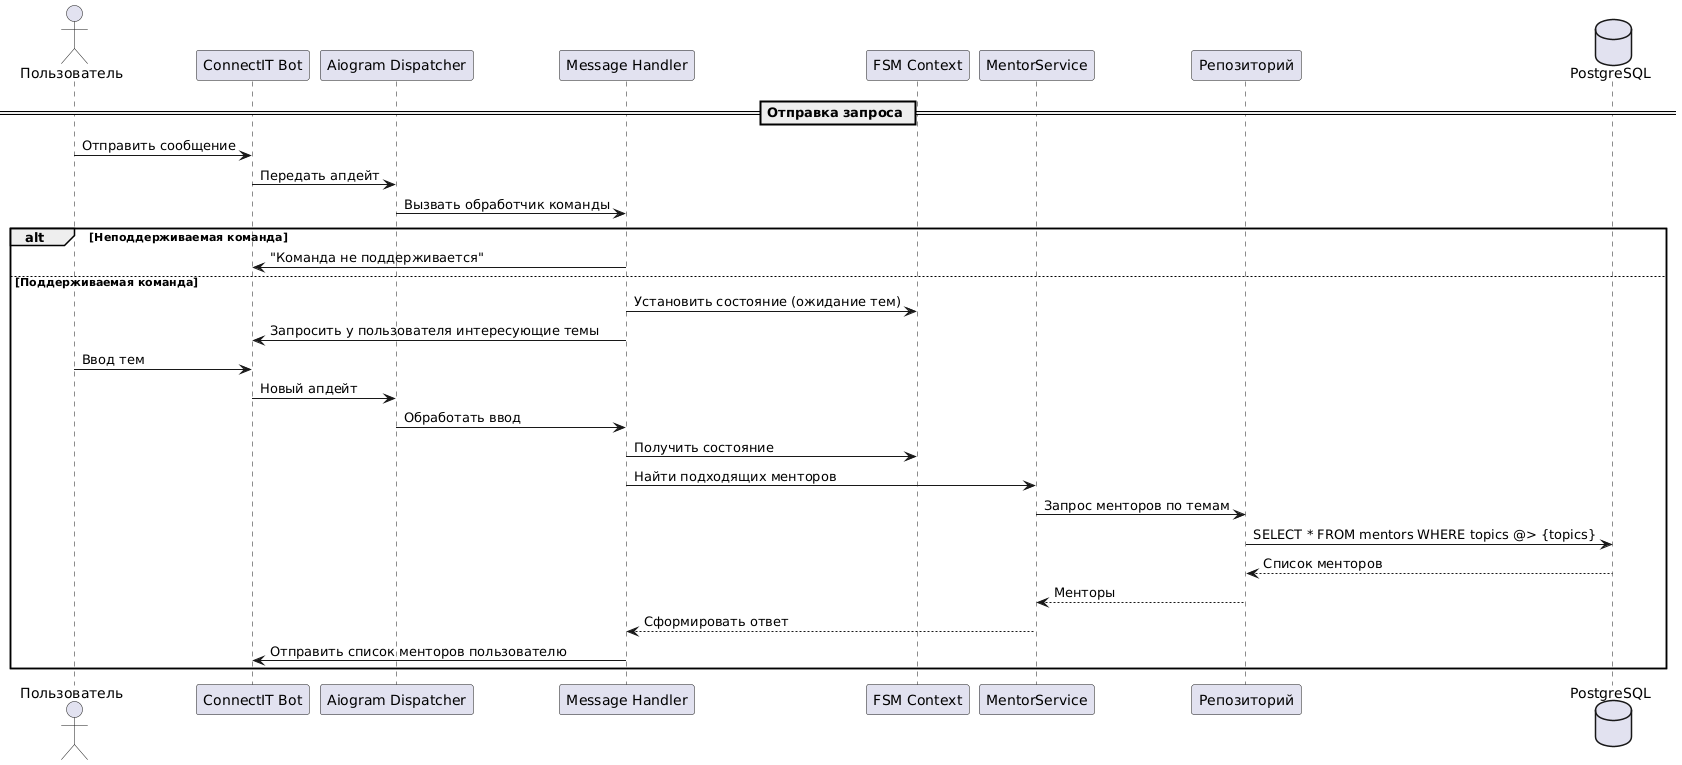 Пользователь
ConnectIT Bot
Aiogram Dispatcher
Message Handler
FSM Context
MentorService
Репозиторий
PostgreSQL
Отправка запроса
Отправить сообщение
Передать апдейт
Вызвать обработчик команды
alt [Неподдерживаемая команда]
"Команда не поддерживается"
[Поддерживаемая команда]
Установить состояние (ожидание тем)
Запросить у пользователя интересующие темы
Ввод тем
Новый апдейт
Обработать ввод
Получить состояние
Найти подходящих менторов
Запрос менторов по темам
SELECT * FROM mentors WHERE topics @> {topics}
Список менторов
Менторы
Сформировать ответ
Отправить список менторов пользователю
Пользователь
ConnectIT Bot
Aiogram Dispatcher
Message Handler
FSM Context
MentorService
Репозиторий
PostgreSQL